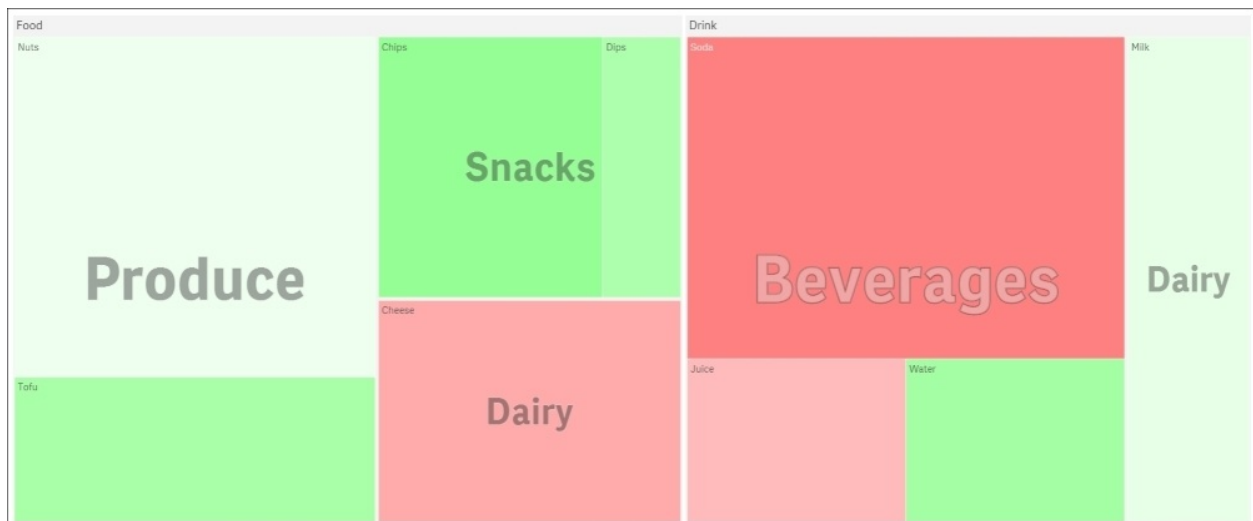 Food
Drink
Nuts
Chips
Dips
Soda
Milk
Snacks
Produce
Beverages
Dairy
Cheese
Juice
Water
Tofu
Dairy